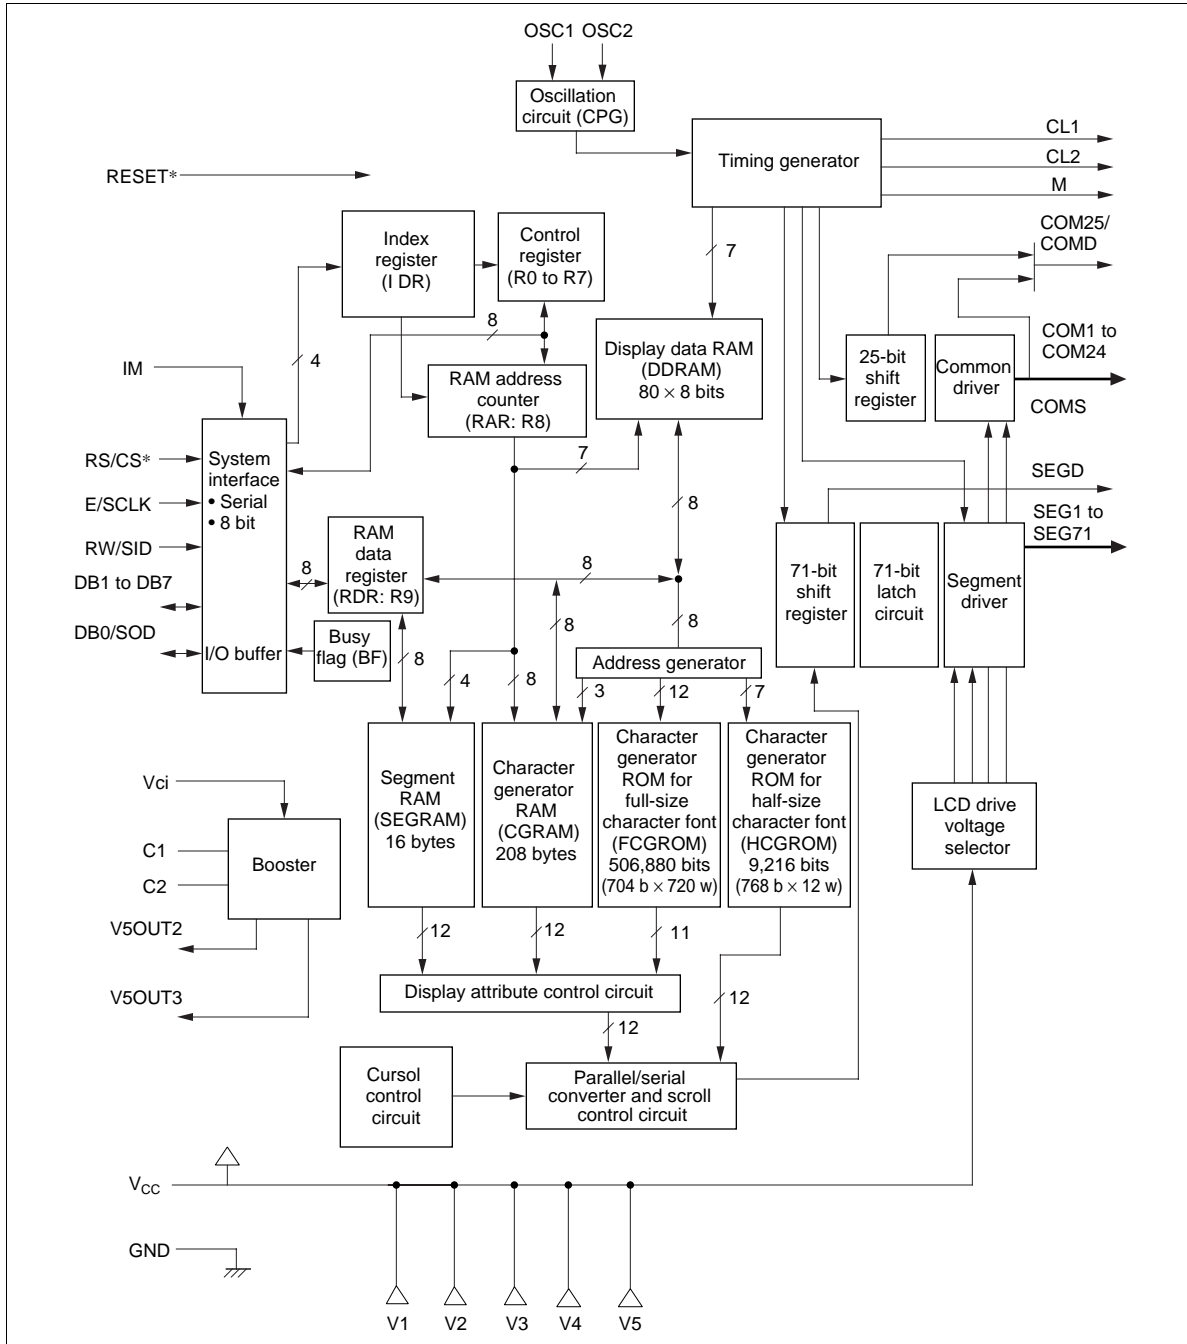 OSC1 OSC2
Oscillation
circuit (CPG)
Timing generator
CL1
CL2
M
RESET*
COM25/
COMD
Index
register
(I DR)
Control
register
(R0 to R7)
7
8
4
IM
RAM address
counter
(RAR: R8)
Display data RAM
(DDRAM)
80 × 8 bits
25-bit
shift
register
Common
driver
COM1 to
COM24
COMS
RS/CS*
E/SCLK
RW/SID
DB1 to DB7
DB0/SOD
System
interface
• Serial
• 8 bit
I/O buffer
7
8
SEGD
SEG1 to
SEG71
8
RAM
data
register
(RDR: R9)
8
71-bit
shift
register
71-bit
latch
circuit
Segment
driver
Busy
flag (BF)
8
8
8
Address generator
4
8
3
12
7
Segment
RAM
(SEGRAM)
16 bytes
Character
generator
RAM
(CGRAM)
208 bytes
Character
generator
ROM for
full-size
character font
(FCGROM)
506,880 bits
(704 b × 720 w)
Character
generator
ROM for
half-size
character font
(HCGROM)
9,216 bits
(768 b × 12 w)
LCD drive
voltage
selector
Vci
C1
C2
Booster
V5OUT2
V5OUT3
12
12
11
Display attribute control circuit
12
12
Cursol
control
circuit
Parallel/serial
converter and scroll
control circuit
VCC
GND
V1 V2 V3 V4 V5